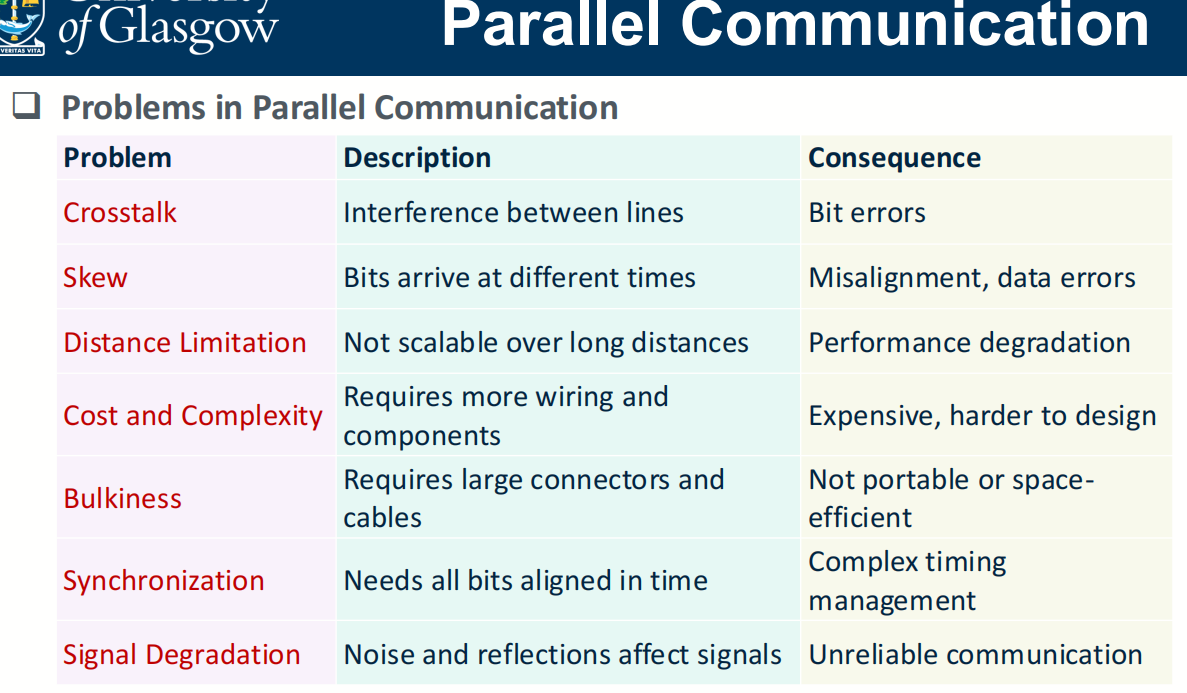 University
of Glasgow
VERITAS VITA
Parallel Communication
❑ Problems in Parallel Communication
Problem Description Consequence
Crosstalk Interference between lines Bit errors
Skew Bits arrive at different times Misalignment, data errors
Distance Limitation Not scalable over long distances Performance degradation
Cost and Complexity Requires more wiring and
components Expensive, harder to design
Bulkiness Requires large connectors and
cables Not portable or space-
efficient
Synchronization Needs all bits aligned in time Complex timing
management
Signal Degradation Noise and reflections affect signals Unreliable communication